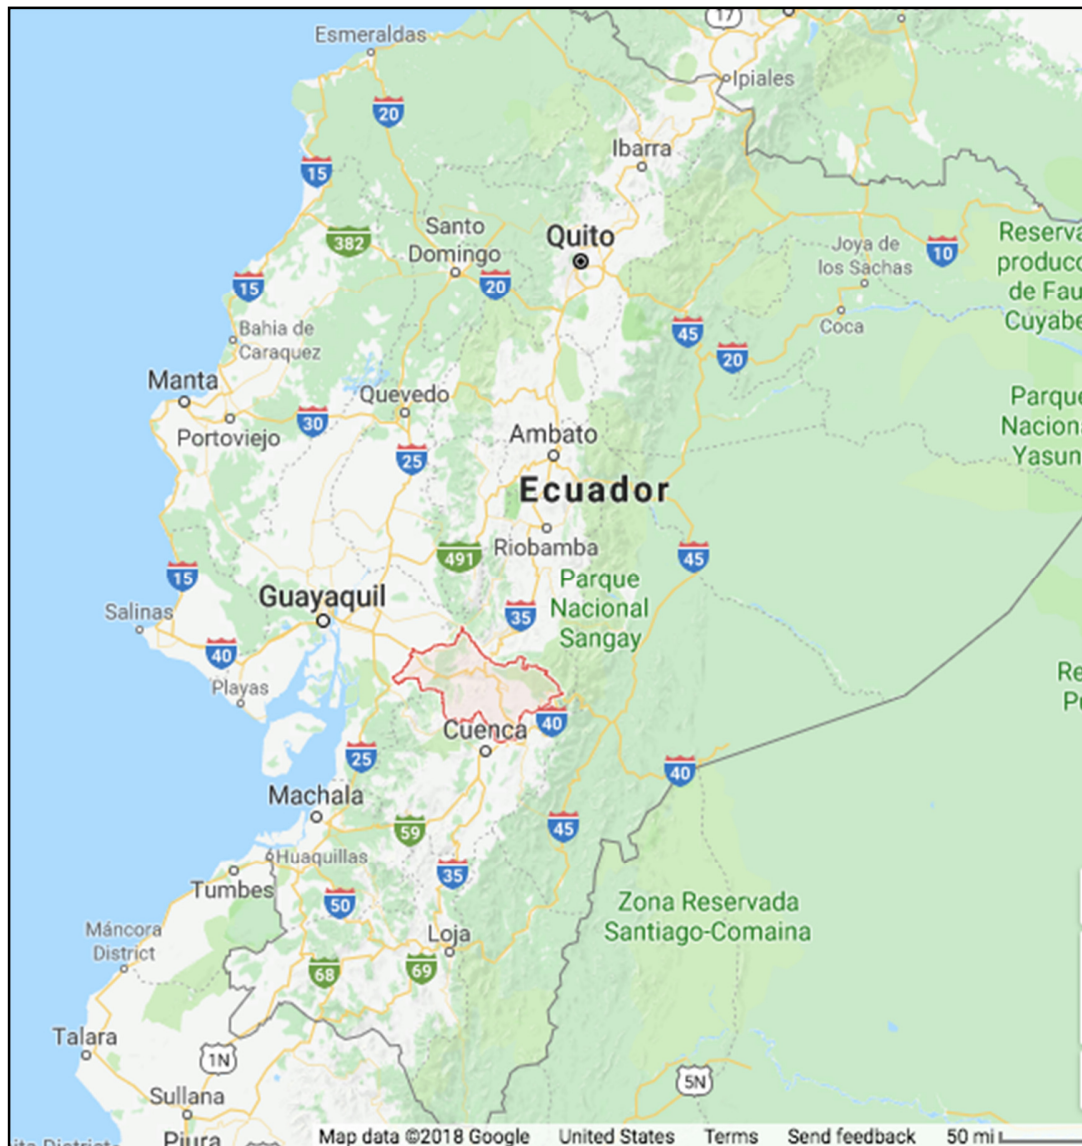 17
Esmeraldas
Ipiales
20
Ibarra
15
382
Santo
Domingo
Quito
Joya de
los Sachas
10
Reserva
produc
de Fau
Cuyabe
15
20
45
Coca
Bahia de
Caraquez
20
Manta
Quevedo
Parque
Naciona
Yasun
Portoviejo
30
Ambato
25
Ecuador
Riobamba
491
45
15
Parque
Nacional
Sangay
Guayaquil
35
Salinas
40
Playas
Re
P
Cuenca
40
25
40
Machala
59
45
Huaquillas
35
Tumbes
50
Zona Reservada
Santiago-Comaina
Máncora
District
Loja
68
69
Talara
1N
5N
Sullana
Piura
Map data ©2018 Google United States Terms Send feedback 50 mi